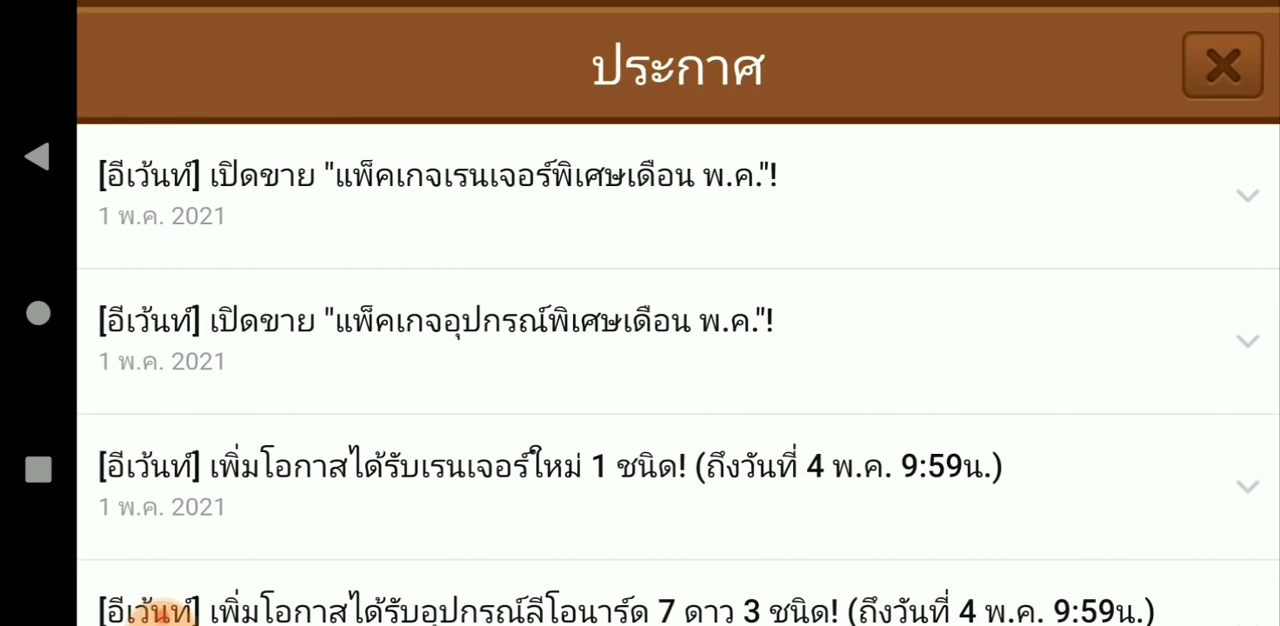 ประกาศ
[อีเว้นท์] เปิดขาย "แพ็คเกจเรนเจอร์พิเศษเดือน พ.ค."!
1 พ.ค. 2021
[อีเว้นท์] เปิดขาย "แพ็คเกจอุปกรณ์พิเศษเดือน พ.ค."!
1 พ.ค. 2021
[อีเว้นท์] เพิ่มโอกาสได้รับเรนเจอร์ใหม่ 1 ชนิด! (ถึงวันที่ 4 พ.ค. 9:59น.)
1 พ.ค. 2021
[อีเว้นท์] เพิ่มโอกาสได้รับอุปกรณ์ลีโอนาร์ด 7 ดาว 3 ชนิด! (ถึงวันที่ 4 พ.ค. 9:59น.)